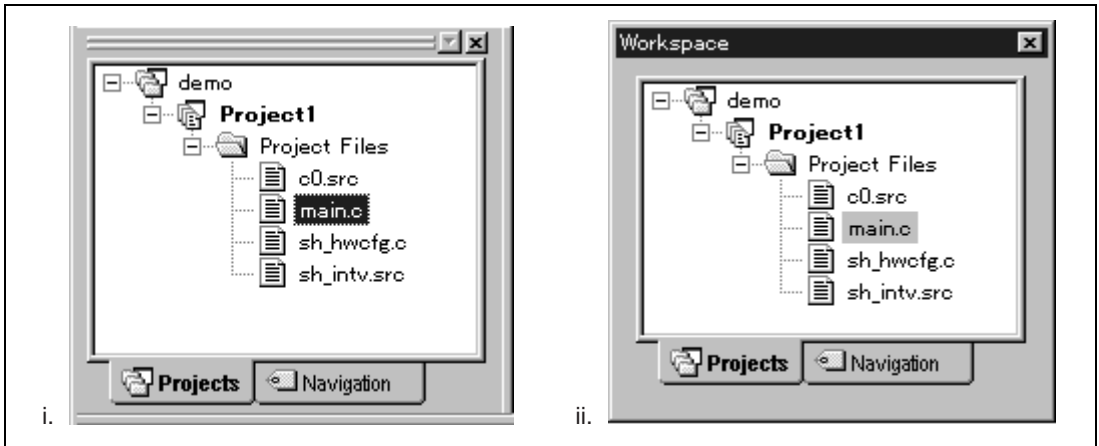 demo
Project1
Project Files
c0.src
main.c
sh_hwcfg.c
sh_intv.src
Projects Navigation
i.
Workspace
demo
Project1
Project Files
c0.src
main.c
sh_hwcfg.c
sh_intv.src
Projects Navigation
ii.